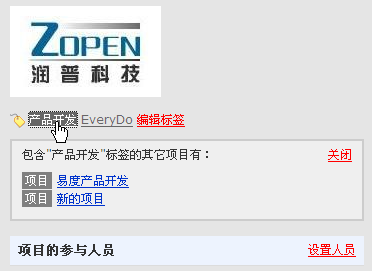 ZOPEN
润普科技
产品开发 EveryDo 编辑标签
包含"产品开发"标签的其它项目有： 关闭
项目 易度产品开发
项目 新的项目
项目的参与人员 设置人员